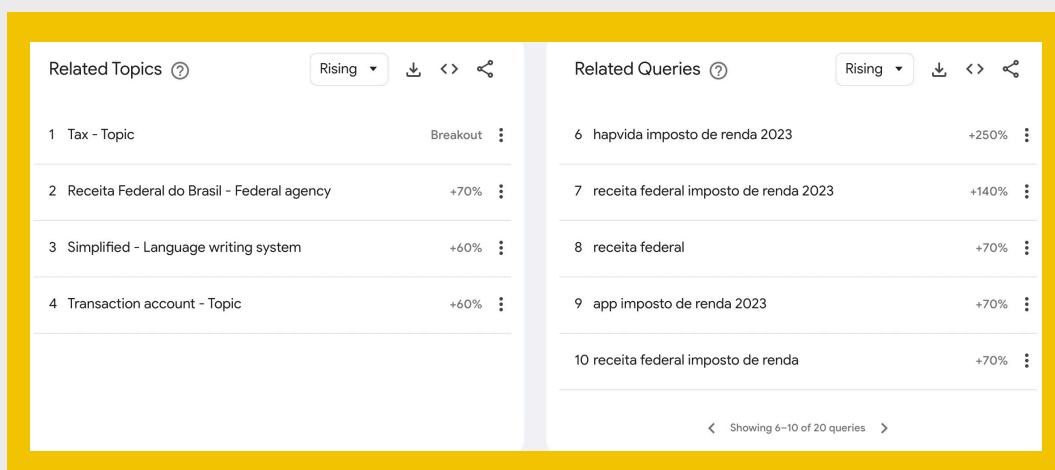 Related Topics ?
Rising
1 Tax - Topic Breakout
2 Receita Federal do Brasil - Federal agency +70%
3 Simplified - Language writing system +60%
4 Transaction account - Topic +60%
Related Queries ?
Rising
6 hapvida imposto de renda 2023 +250%
7 receita federal imposto de renda 2023 +140%
8 receita federal +70%
9 app imposto de renda 2023 +70%
10 receita federal imposto de renda +70%
Showing 6–10 of 20 queries